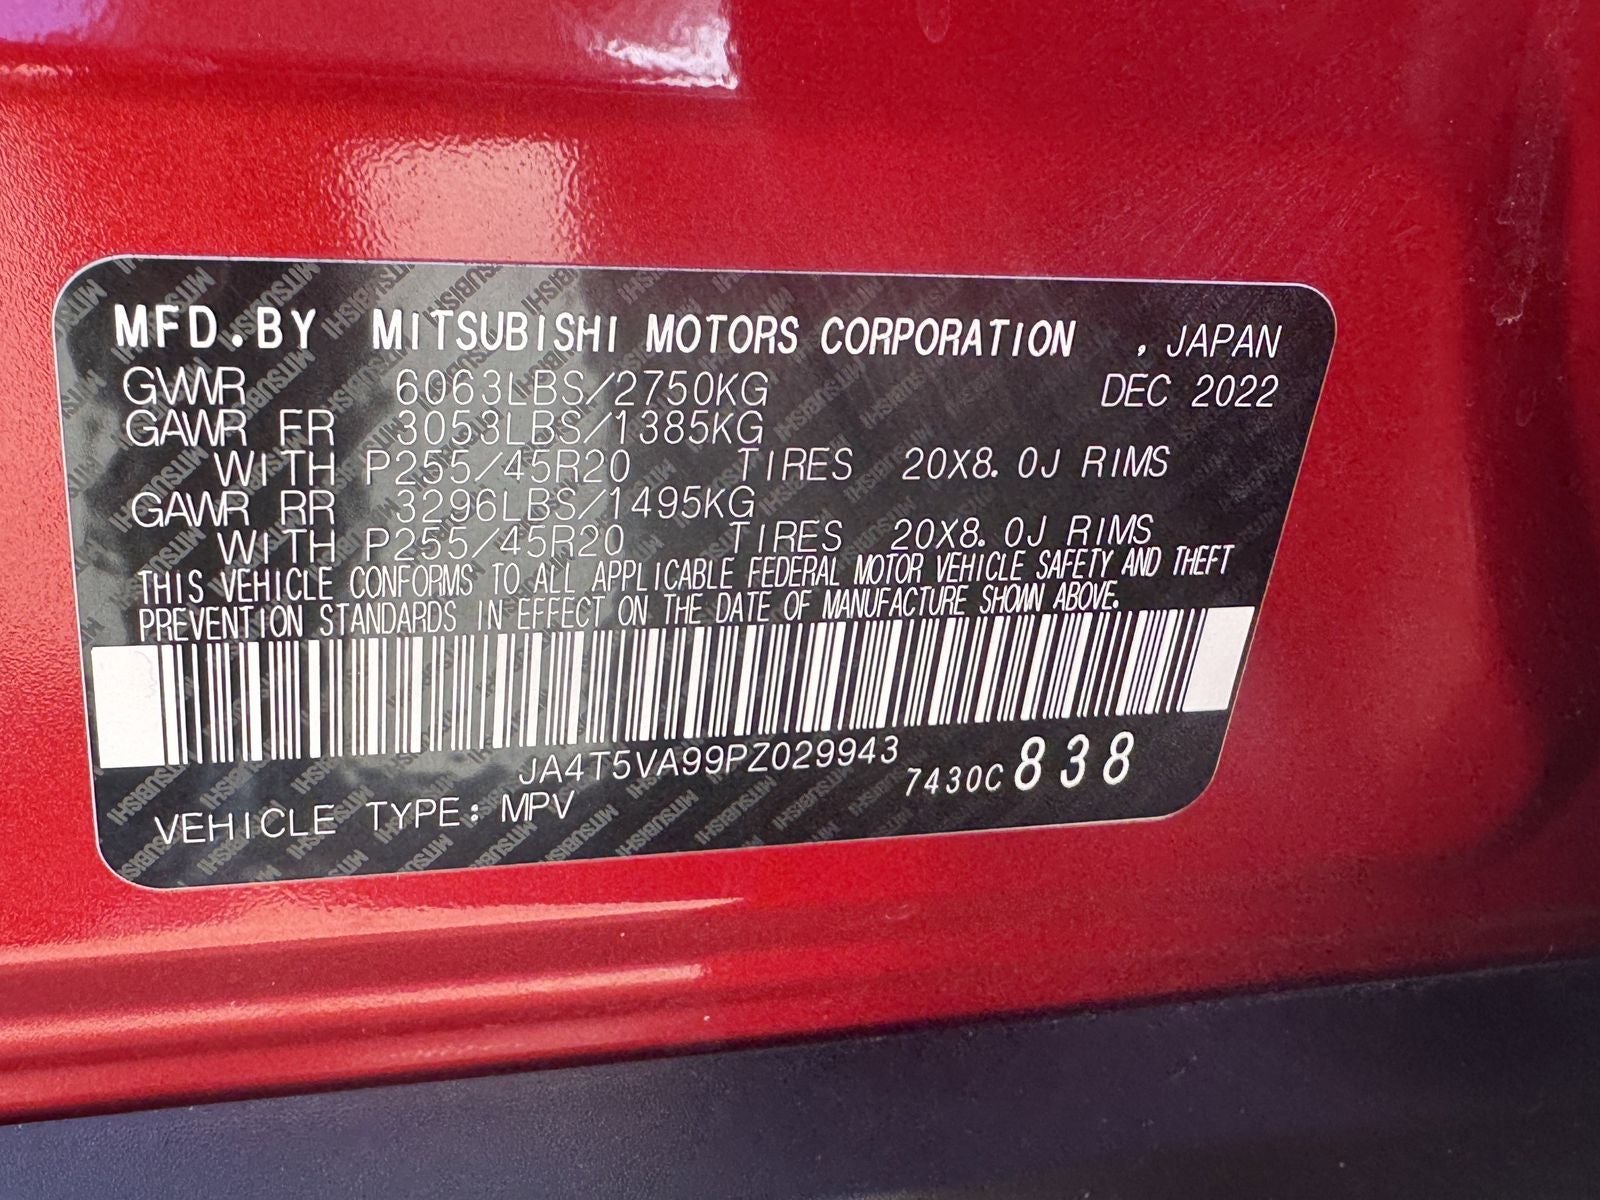 MFD.BY MITSUBISHI MOTORS CORPORATION , JAPAN
GVWR 6063LBS/2750KG DEC 2022
GAWR FR 3053LBS/1385KG
WITH P255/45R20 TIRES 20X8.0J RIMS
GAWR RR 3296LBS/1495KG
WITH P255/45R20 TIRES 20X8.0J RIMS
THIS VEHICLE CONFORMS TO ALL APPLICABLE FEDERAL MOTOR VEHICLE SAFETY AND THEFT
PREVENTION STANDARDS IN EFFECT ON THE DATE OF MANUFACTURE SHOWN ABOVE.
JA4T5VA99PZ029943 7430C 838
VEHICLE TYPE: MPV